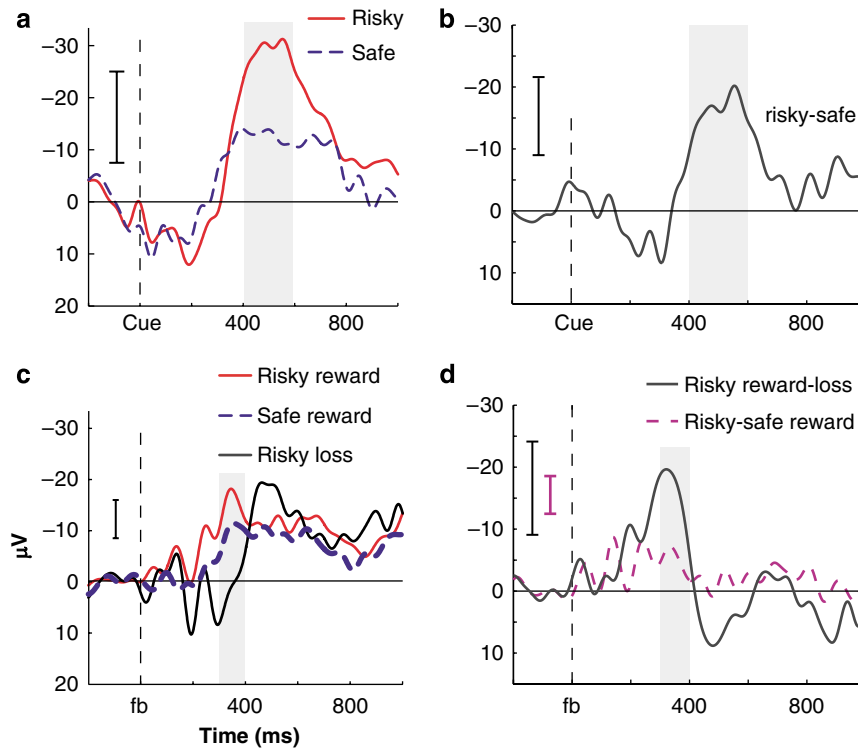 a
Risky
Safe
–30
–20
–10
0
10
20
Cue
400
800
b
risky-safe
–30
–20
–10
0
10
Cue
400
800
c
Risky reward
Safe reward
Risky loss
–30
–20
–10
0
10
20
µV
fb
400
800
Time (ms)
d
Risky reward-loss
Risky-safe reward
–30
–20
–10
0
10
fb
400
800